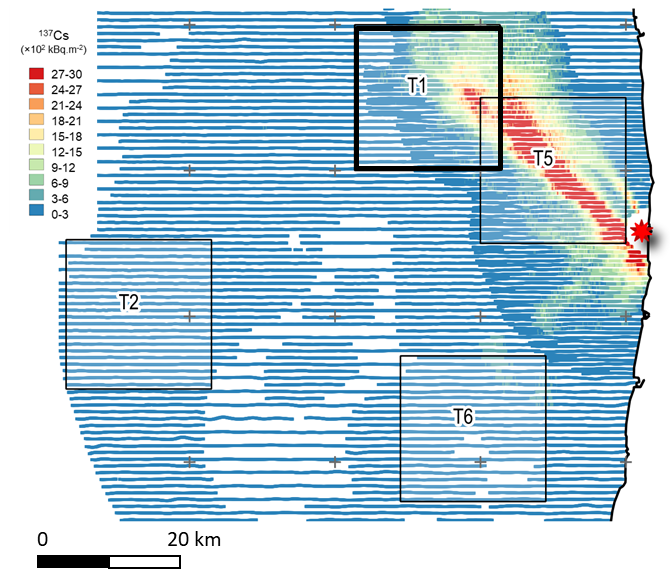 ¹³⁷Cs
(×10² kBq.m⁻²)
27-30
24-27
21-24
18-21
15-18
12-15
9-12
6-9
3-6
0-3
T1
T5
T2
T6
0 20 km